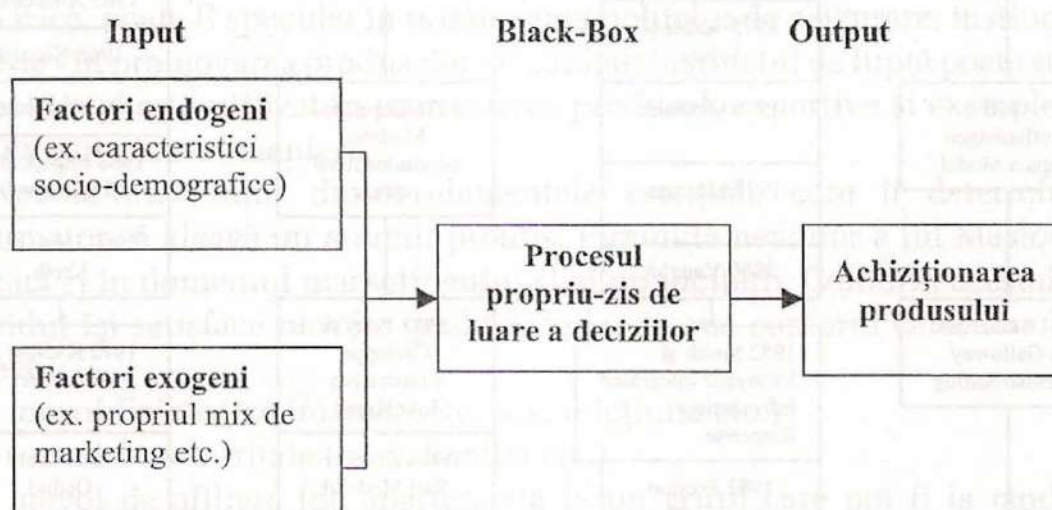 Input
Black-Box
Output
Factori endogeni
(ex. caracteristici
socio-demografice)
Procesul
propriu-zis de
luare a deciziilor
Achiziționarea
produsului
Factori exogeni
(ex. propriul mix de
marketing etc.)